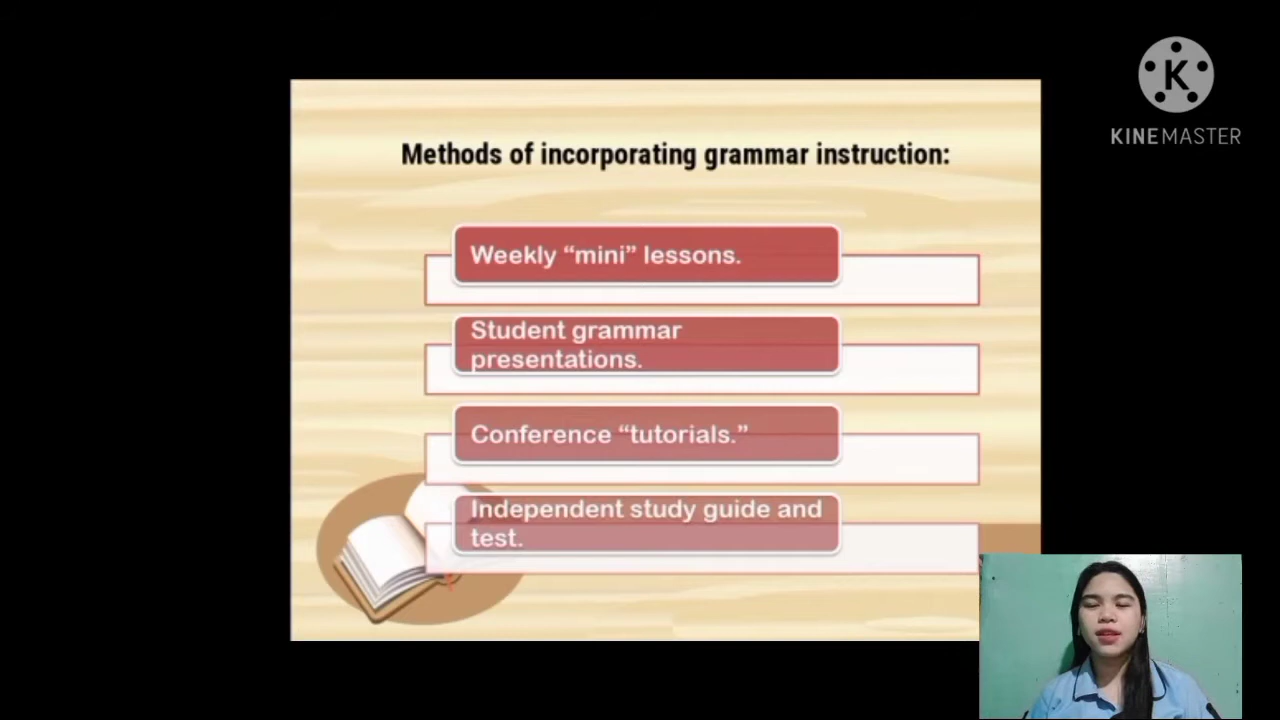 K
KINEMASTER
Methods of incorporating grammar instruction:
Weekly “mini” lessons.
Student grammar
presentations.
Conference “tutorials.”
Independent study guide and
test.